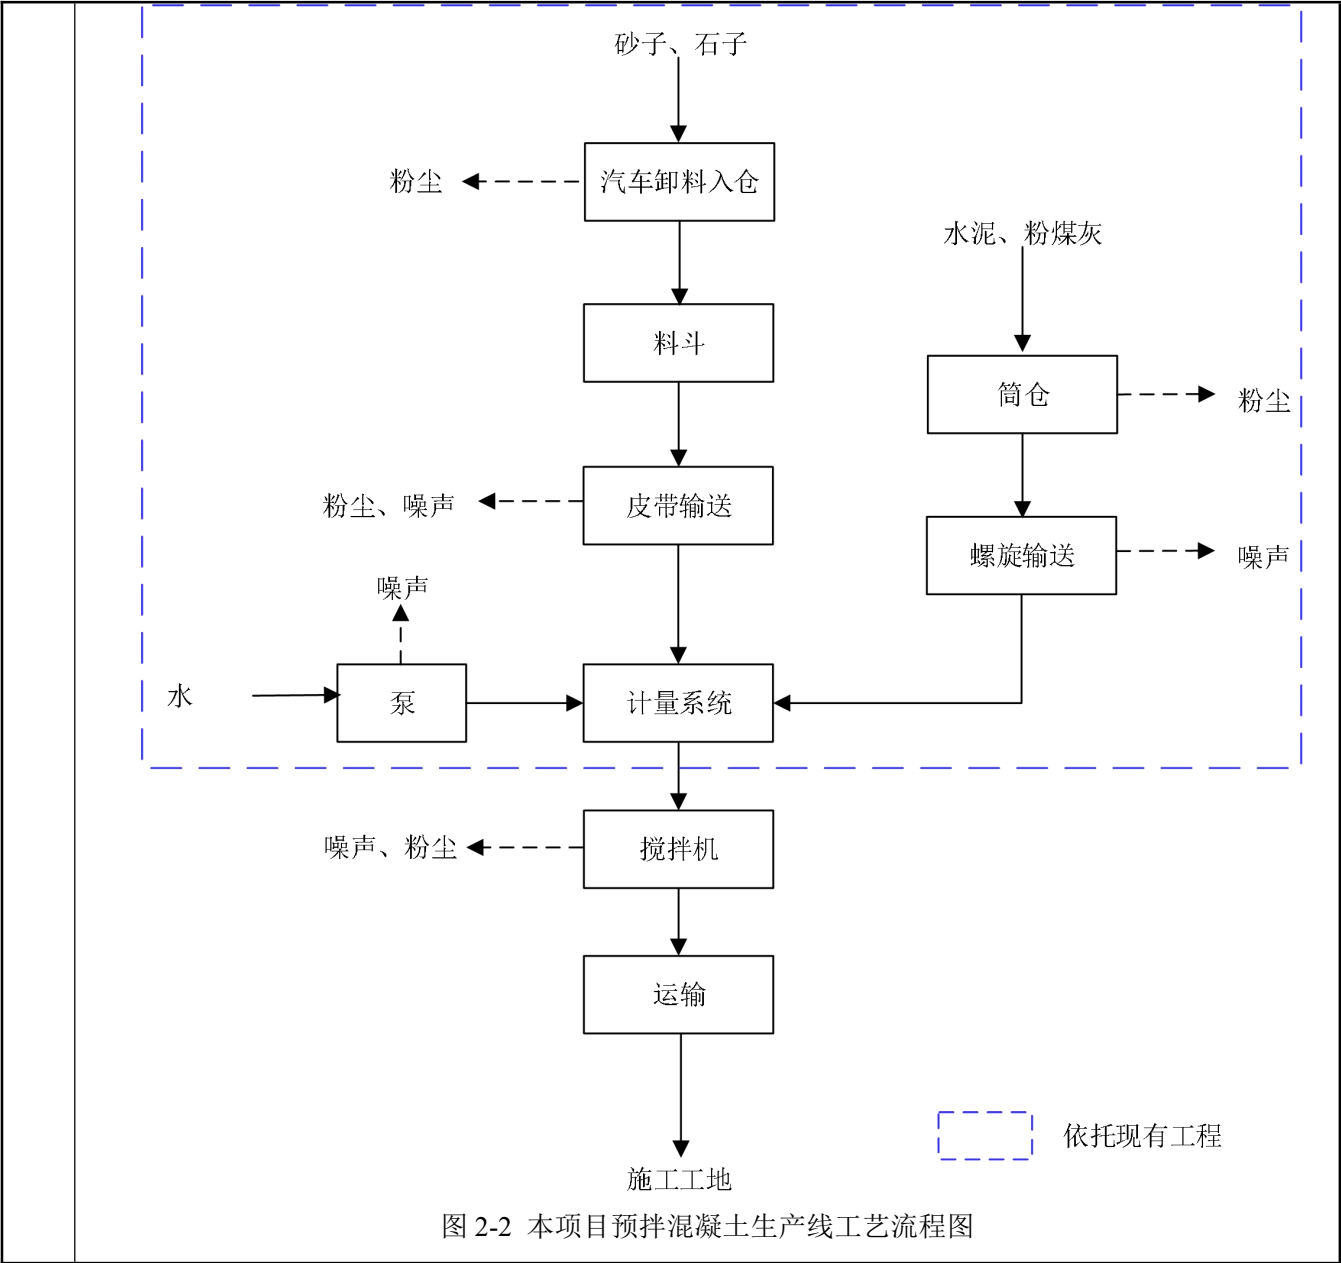 砂子、石子
粉尘
汽车卸料入仓
水泥、粉煤灰
料斗
筒仓
粉尘
粉尘、噪声
皮带输送
螺旋输送
噪声
噪声
水
泵
计量系统
噪声、粉尘
搅拌机
运输
依托现有工程
施工工地
图 2-2 本项目预拌混凝土生产线工艺流程图